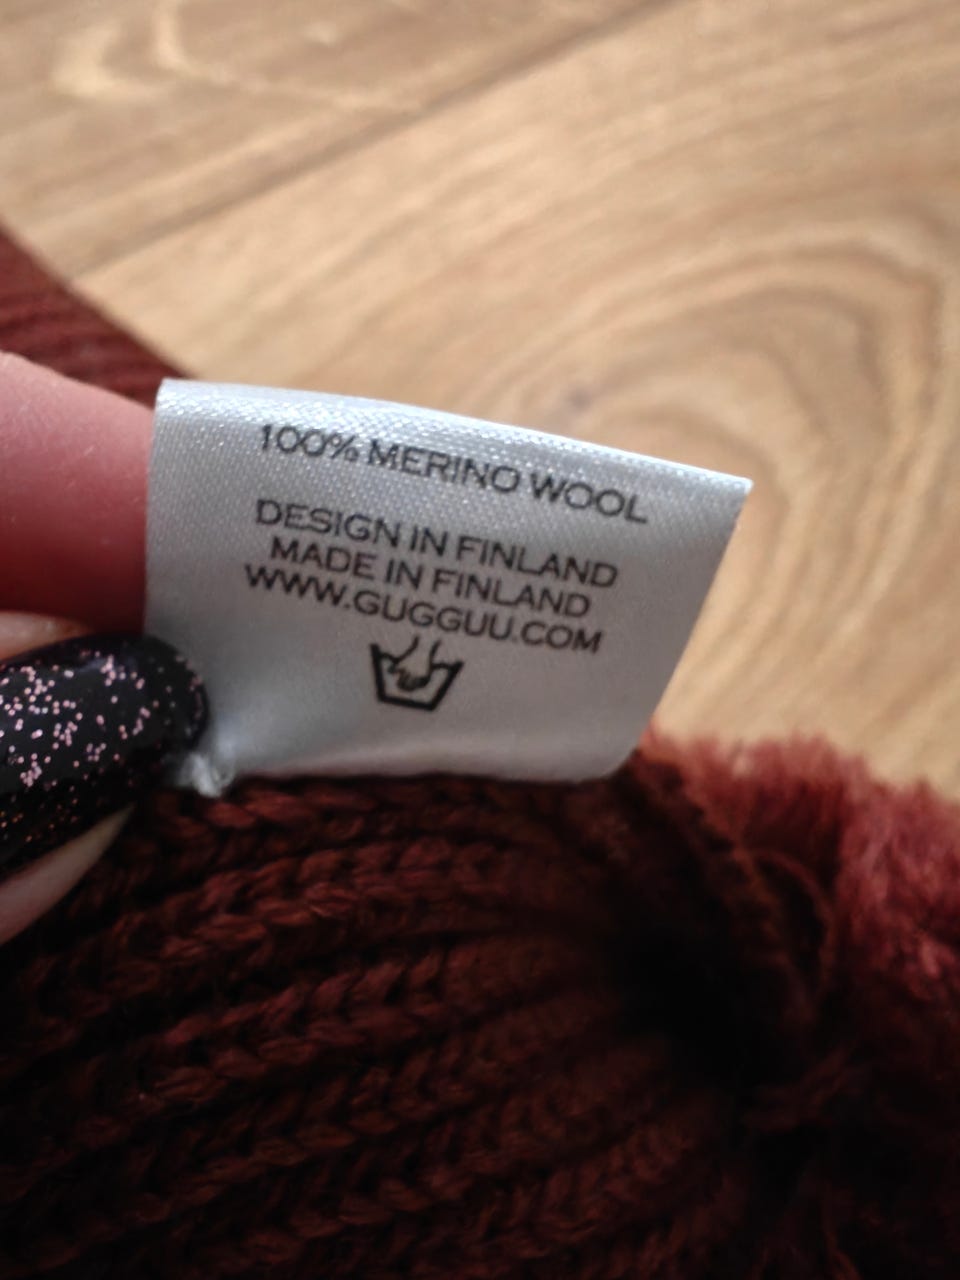 100% MERINO WOOL
DESIGN IN FINLAND
MADE IN FINLAND
WWW.GUGGUU.COM